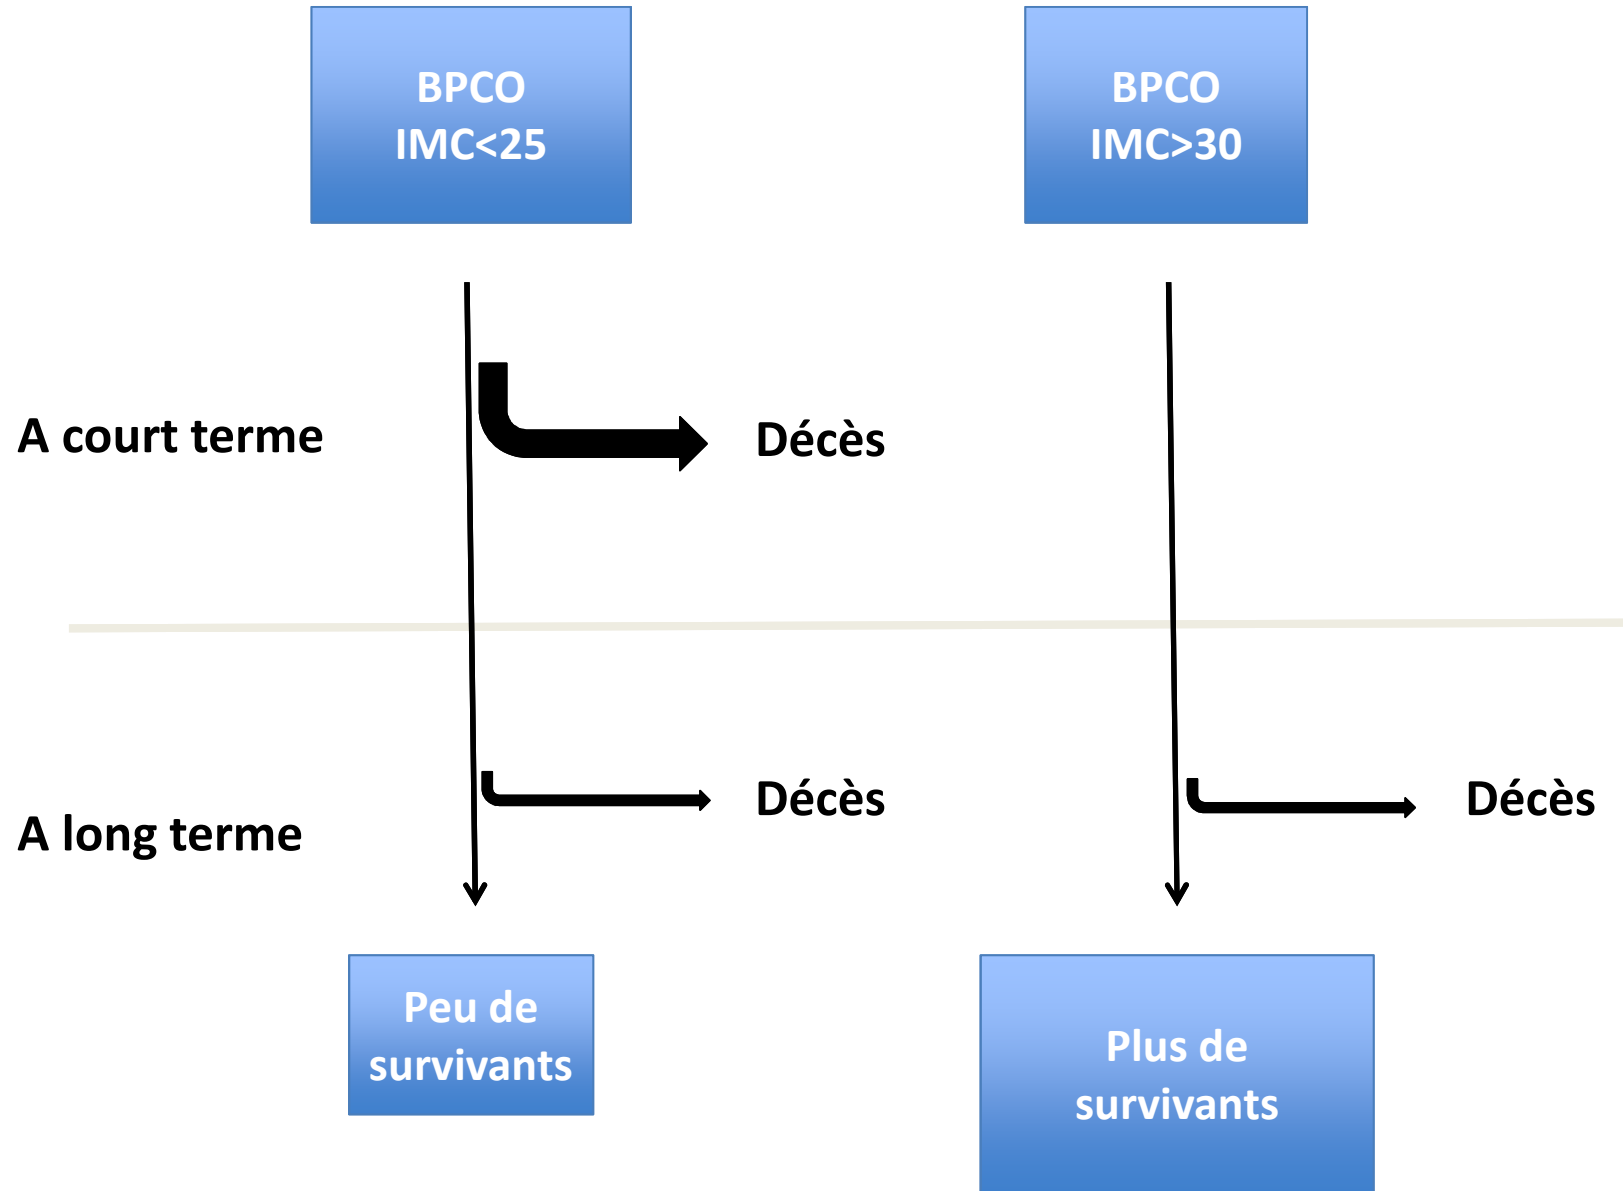 BPCO
IMC<25
BPCO
IMC>30
A court terme
Décès
A long terme
Décès
Décès
Peu de
survivants
Plus de
survivants